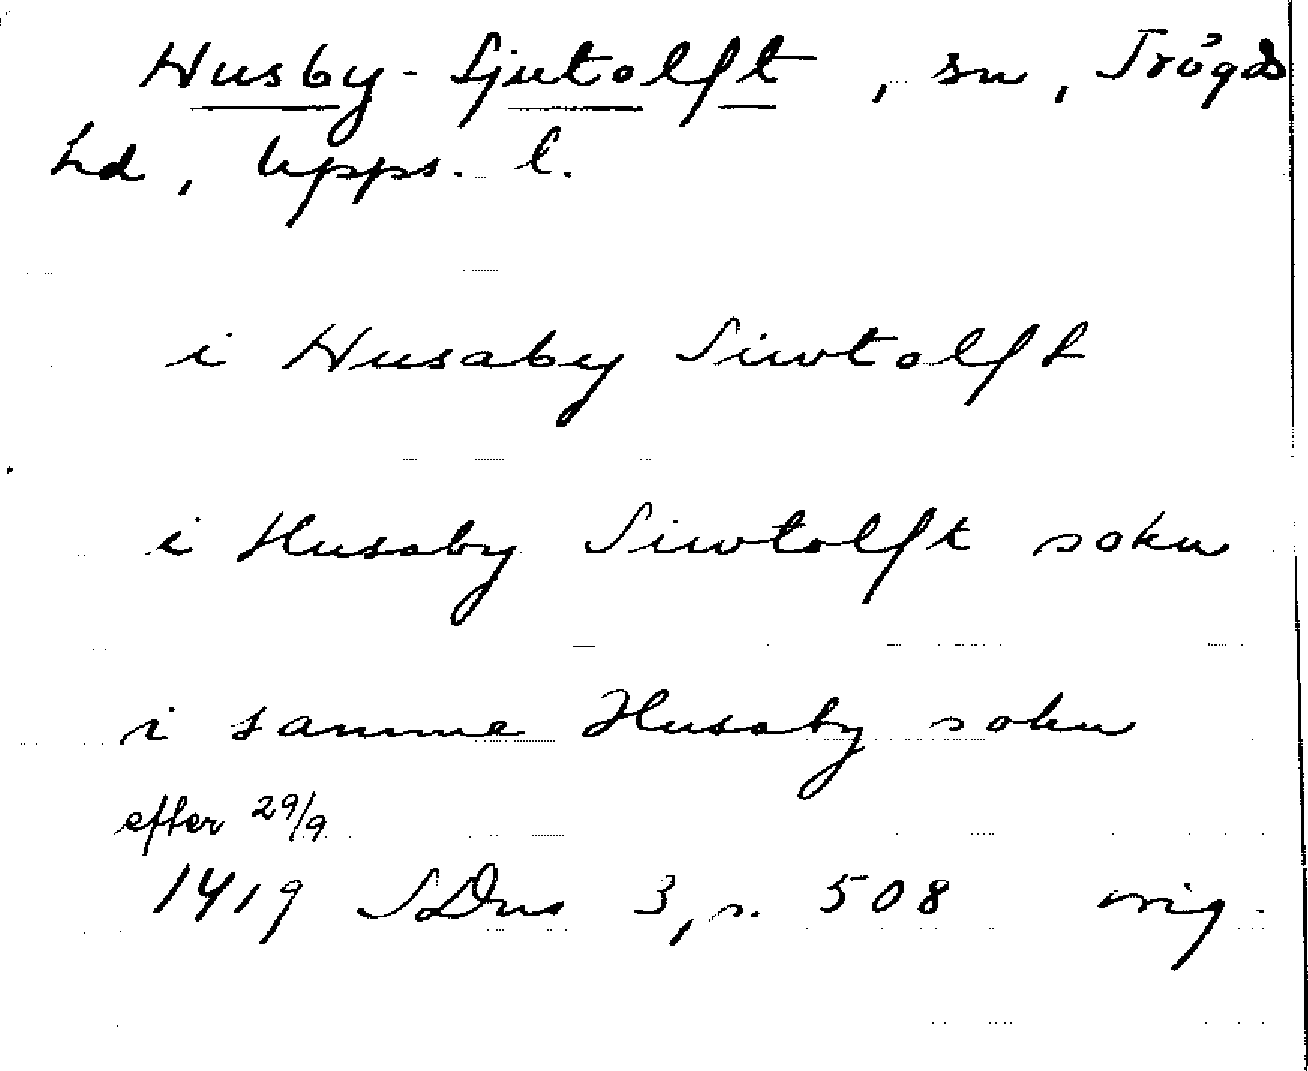 Husby-Sjutolft, sn, Trögds
hd, Upps. l.
i Husaby Siwtolft
i Husaby Siwtolft sokn
i samme Husaby sokn
efter 29/9
1419 SDns 3, s. 508 orig.